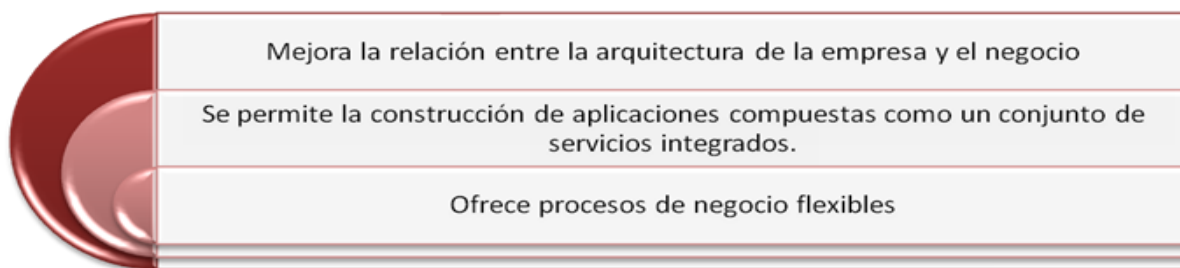 Mejora la relación entre la arquitectura de la empresa y el negocio
Se permite la construcción de aplicaciones compuestas como un conjunto de
servicios integrados.
Ofrece procesos de negocio flexibles